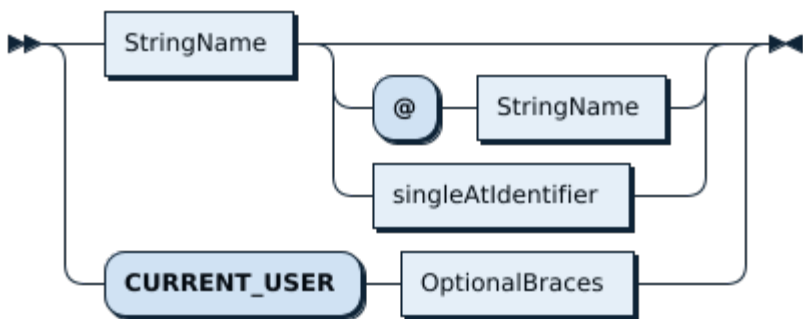 StringName
@ StringName
singleAtIdentifier
CURRENT_USER OptionalBraces